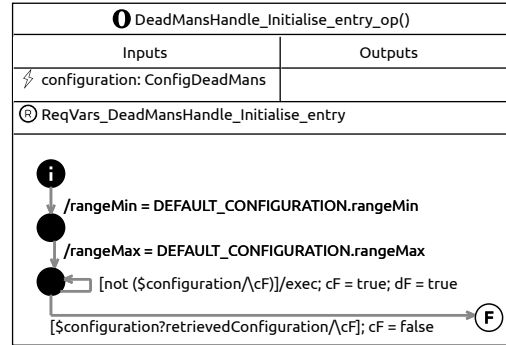 O DeadMansHandle_Initialise_entry_op()
Inputs Outputs
configuration: ConfigDeadMans
R ReqVars_DeadMansHandle_Initialise_entry
i
/rangeMin = DEFAULT_CONFIGURATION.rangeMin
/rangeMax = DEFAULT_CONFIGURATION.rangeMax
[not ($configuration/\cF)]/exec; cF = true; dF = true
F
[$configuration?retrievedConfiguration/\cF]; cF = false